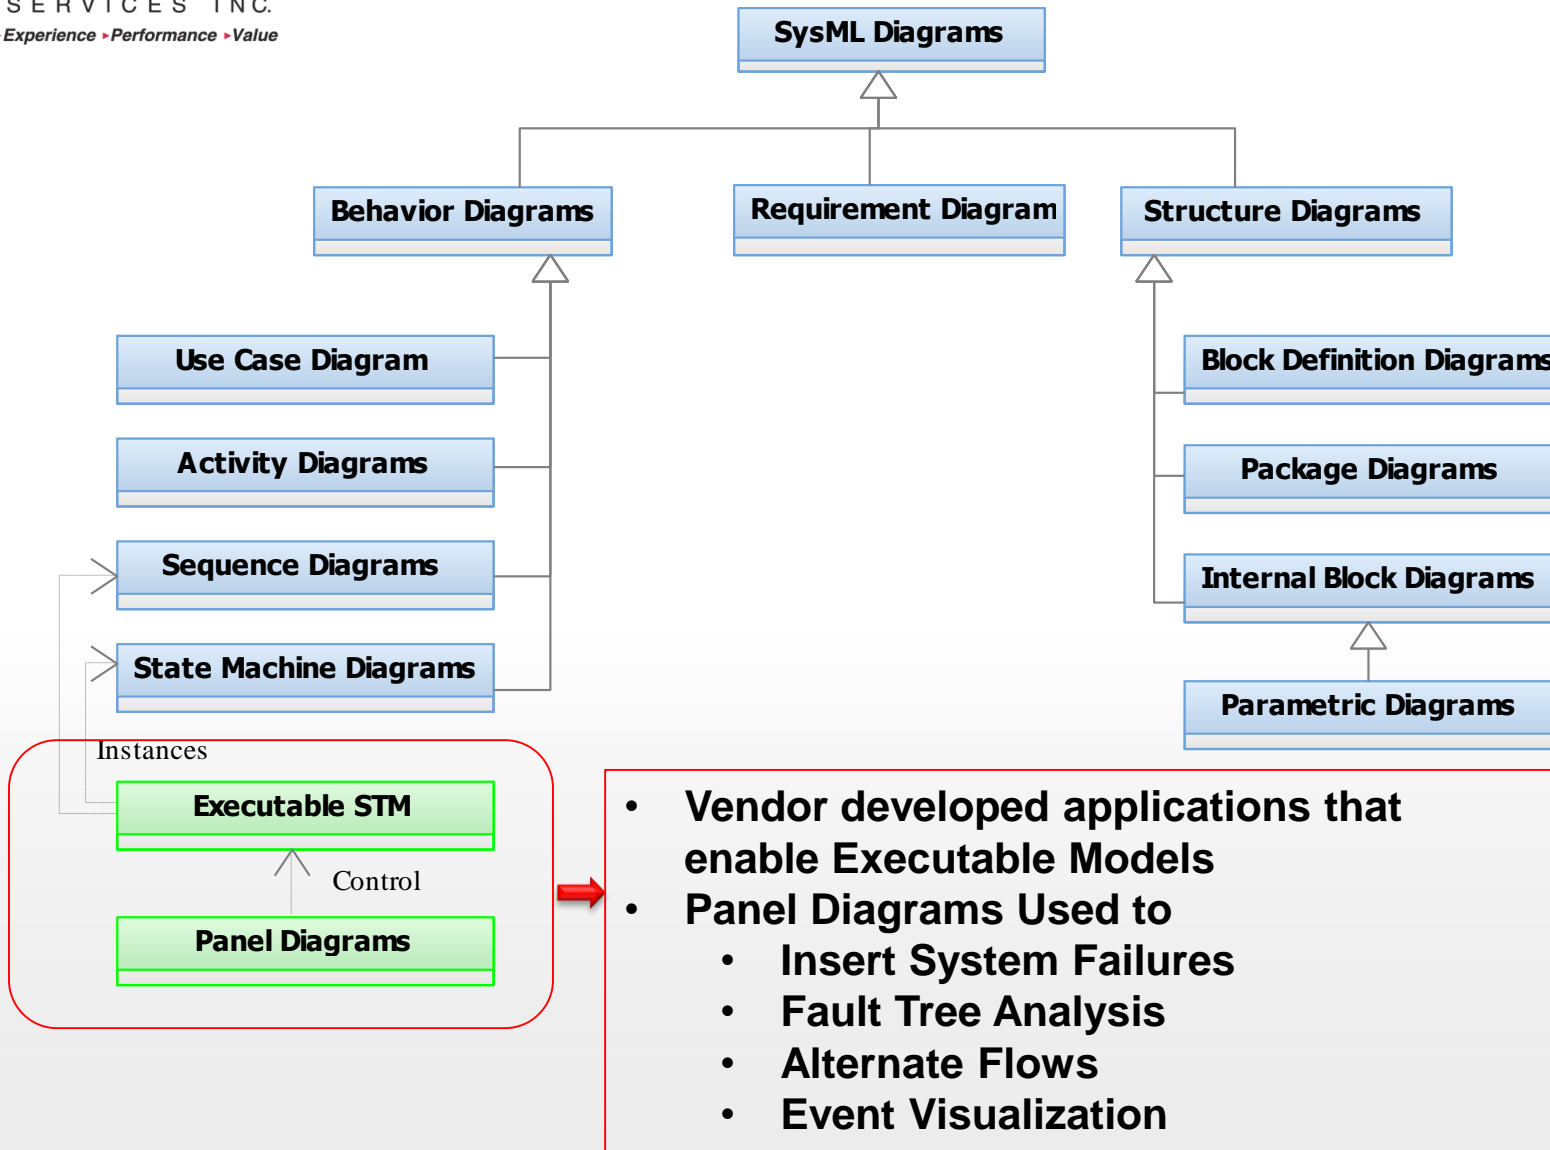 SERVICES INC.
Experience ▸Performance ▸Value
SysML Diagrams
Behavior Diagrams
Requirement Diagram
Structure Diagrams
Use Case Diagram
Block Definition Diagrams
Activity Diagrams
Package Diagrams
Sequence Diagrams
Internal Block Diagrams
State Machine Diagrams
Parametric Diagrams
Instances
Executable STM
Control
Panel Diagrams
• Vendor developed applications that
enable Executable Models
• Panel Diagrams Used to
• Insert System Failures
• Fault Tree Analysis
• Alternate Flows
• Event Visualization